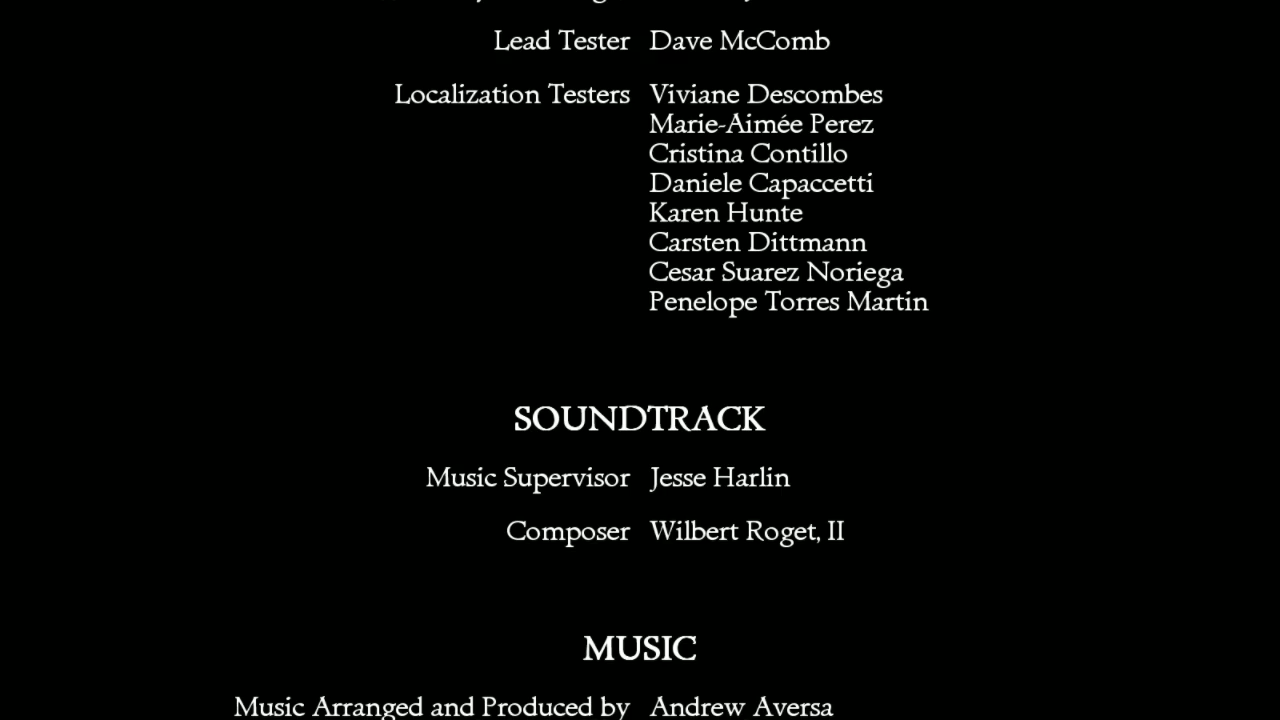 Lead Tester Dave McComb
Localization Testers Viviane Descombes
Marie-Aimée Perez
Cristina Contillo
Daniele Capaccetti
Karen Hunte
Carsten Dittmann
Cesar Suarez Noriega
Penelope Torres Martin
SOUNDTRACK
Music Supervisor Jesse Harlin
Composer Wilbert Roget, II
MUSIC
Music Arranged and Produced by Andrew Aversa